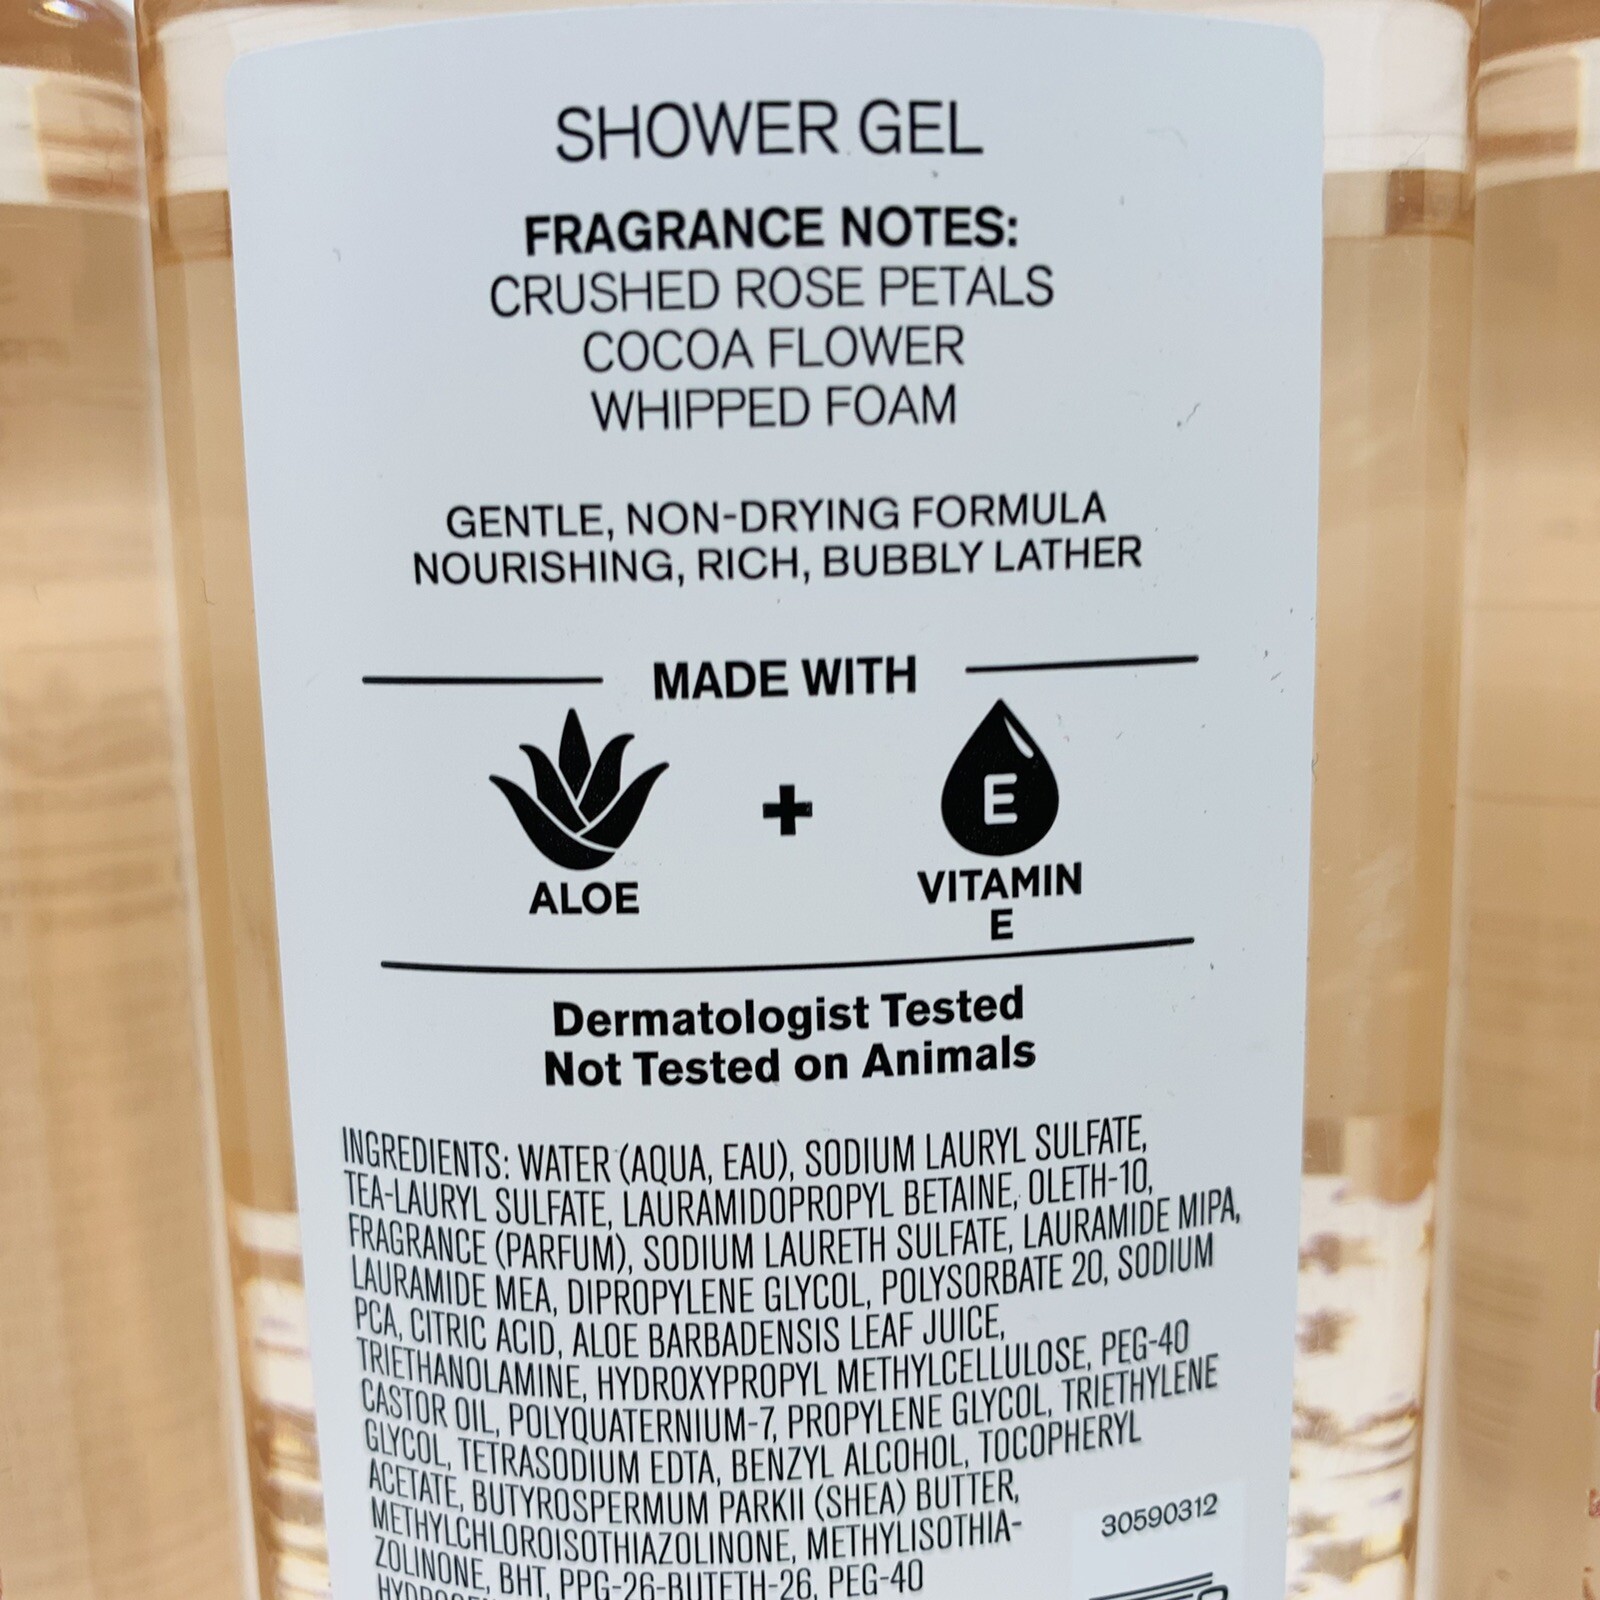 SHOWER GEL
FRAGRANCE NOTES:
CRUSHED ROSE PETALS
COCOA FLOWER
WHIPPED FOAM
GENTLE, NON-DRYING FORMULA
NOURISHING, RICH, BUBBLY LATHER
MADE WITH
E
+
ALOE
VITAMIN
E
Dermatologist Tested
Not Tested on Animals
INGREDIENTS: WATER (AQUA, EAU), SODIUM LAURYL SULFATE,
TEA-LAURYL SULFATE, LAURAMIDOPROPYL BETAINE, OLETH-10,
FRAGRANCE (PARFUM), SODIUM LAURETH SULFATE, LAURAMIDE MIPA,
LAURAMIDE MEA, DIPROPYLENE GLYCOL, POLYSORBATE 20, SODIUM
PCA, CITRIC ACID, ALOE BARBADENSIS LEAF JUICE,
TRIETHANOLAMINE, HYDROXYPROPYL METHYLCELLULOSE, PEG-40
CASTOR OIL, POLYQUATERNIUM-7, PROPYLENE GLYCOL, TRIETHYLENE
GLYCOL, TETRASODIUM EDTA, BENZYL ALCOHOL, TOCOPHERYL
ACETATE, BUTYROSPERMUM PARKII (SHEA) BUTTER,
METHYLCHLOROISOTHIAZOLINONE, METHYLISOTHIA-
ZOLINONE, BHT, PPG-26-BUTETH-26, PEG-40
30590312